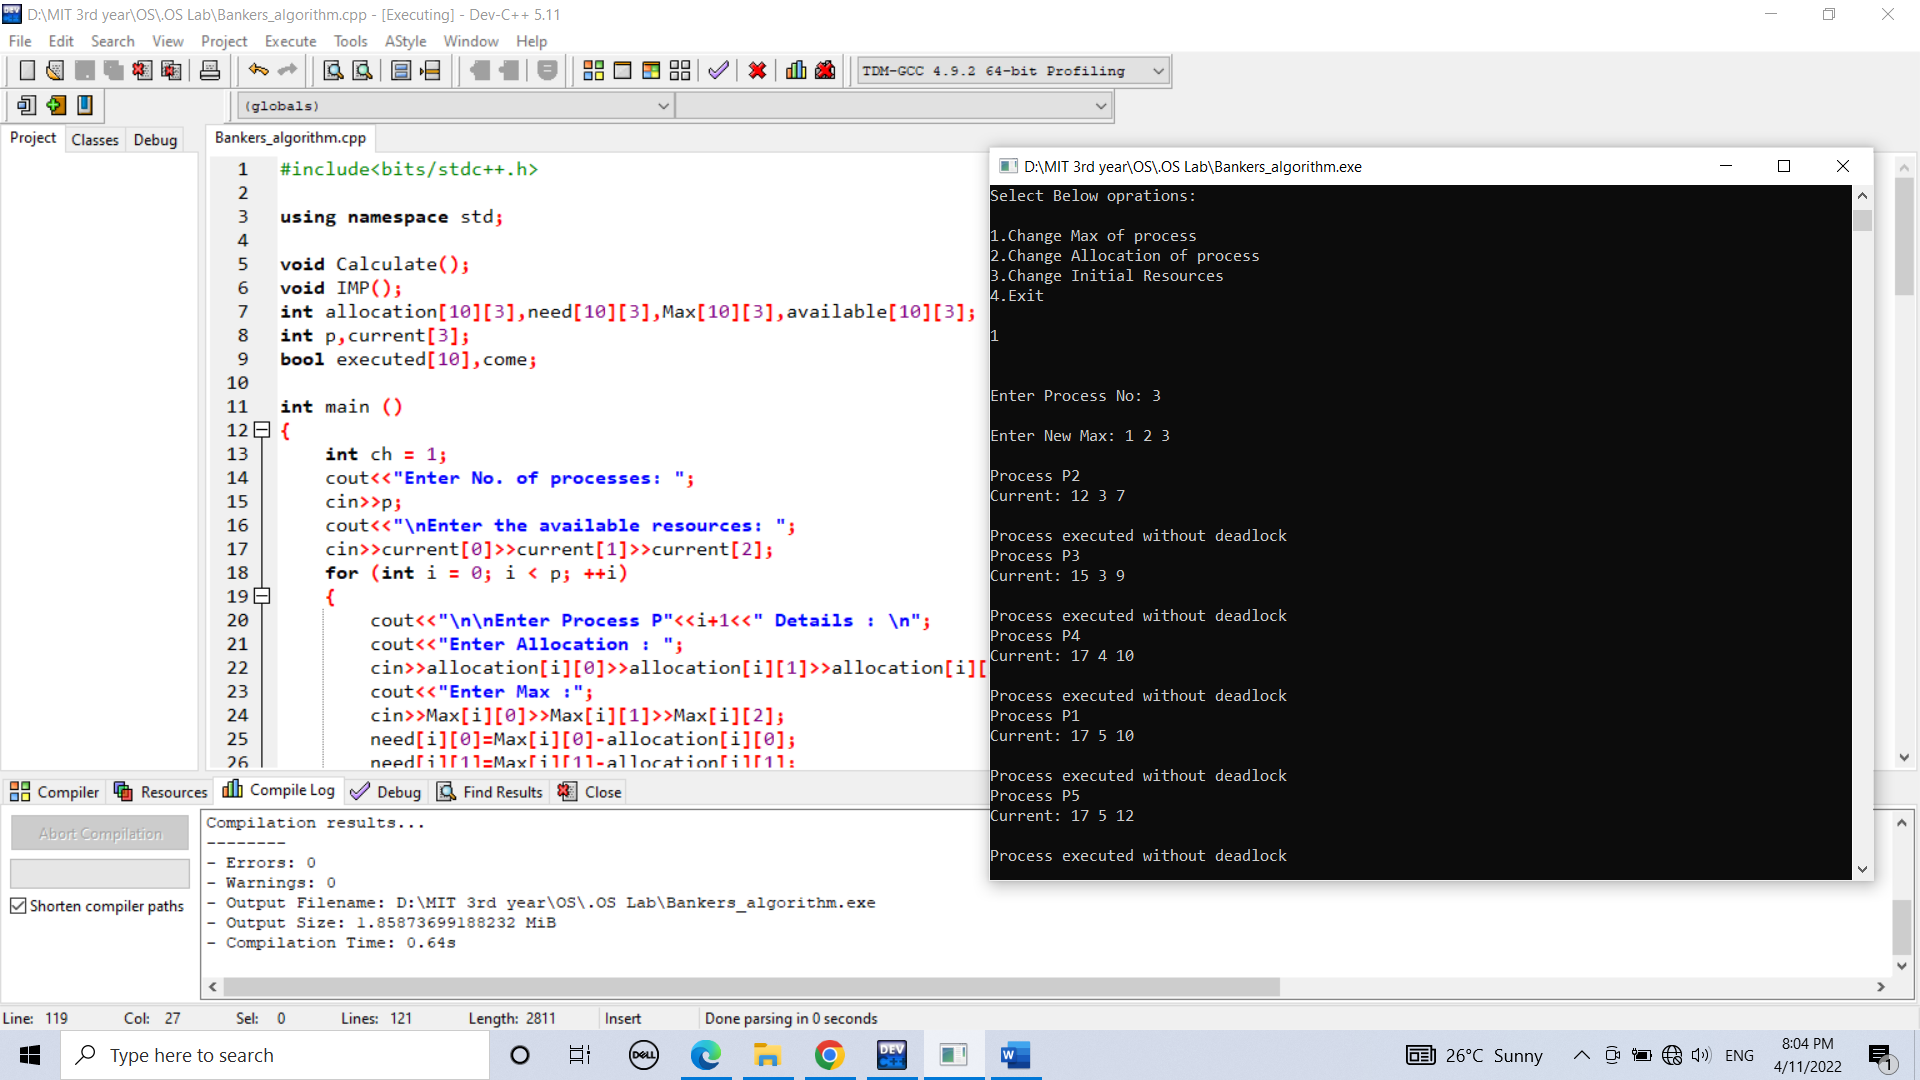 D:\MIT 3rd year\OS\.OS Lab\Bankers_algorithm.cpp - [Executing] - Dev-C++ 5.11
File Edit Search View Project Execute Tools AStyle Window Help
TDM-GCC 4.9.2 64-bit Profiling
(globals)
Project Classes Debug
Bankers_algorithm.cpp
1 #include<bits/stdc++.h>
2
3 using namespace std;
4
5 void Calculate();
6 void IMP();
7 int allocation[10][3],need[10][3],Max[10][3],available[10][3];
8 int p,current[3];
9 bool executed[10],come;
10
11 int main ()
12 {
13 int ch = 1;
14 cout<<"Enter No. of processes: ";
15 cin>>p;
16 cout<<"\nEnter the available resources: ";
17 cin>>current[0]>>current[1]>>current[2];
18 for (int i = 0; i < p; ++i)
19 {
20 cout<<"\n\nEnter Process P"<<i+1<<" Details : \n";
21 cout<<"Enter Allocation : ";
22 cin>>allocation[i][0]>>allocation[i][1]>>allocation[i][
23 cout<<"Enter Max :";
24 cin>>Max[i][0]>>Max[i][1]>>Max[i][2];
25 need[i][0]=Max[i][0]-allocation[i][0];
26 need[i][1]=Max[i][1]-allocation[i][1];
D:\MIT 3rd year\OS\.OS Lab\Bankers_algorithm.exe
Select Below oprations:
1.Change Max of process
2.Change Allocation of process
3.Change Initial Resources
4.Exit
1
Enter Process No: 3
Enter New Max: 1 2 3
Process P2
Current: 12 3 7
Process executed without deadlock
Process P3
Current: 15 3 9
Process executed without deadlock
Process P4
Current: 17 4 10
Process executed without deadlock
Process P1
Current: 17 5 10
Process executed without deadlock
Process P5
Current: 17 5 12
Process executed without deadlock
Compiler Resources Compile Log Debug Find Results Close
Abort Compilation
Shorten compiler paths
Compilation results...
--------
- Errors: 0
- Warnings: 0
- Output Filename: D:\MIT 3rd year\OS\.OS Lab\Bankers_algorithm.exe
- Output Size: 1.85873699188232 MiB
- Compilation Time: 0.64s
Line: 119 Col: 27 Sel: 0 Lines: 121 Length: 2811 Insert Done parsing in 0 seconds
Type here to search
DELL
DEV C++
W
26°C Sunny
ENG
8:04 PM
4/11/2022
1